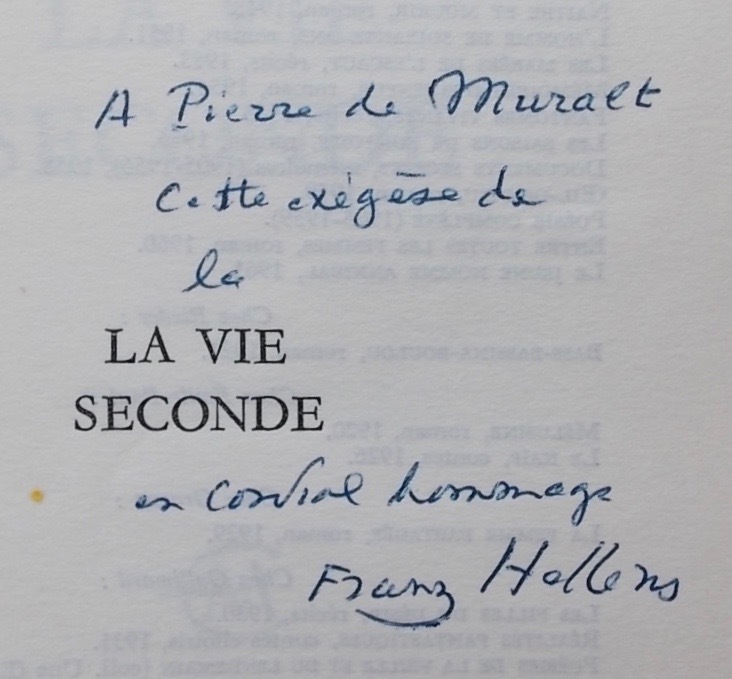 A Pierre de Muralt
Cette exégèse de
la
LA VIE
SECONDE
en cordial hommage
Franz Hellens